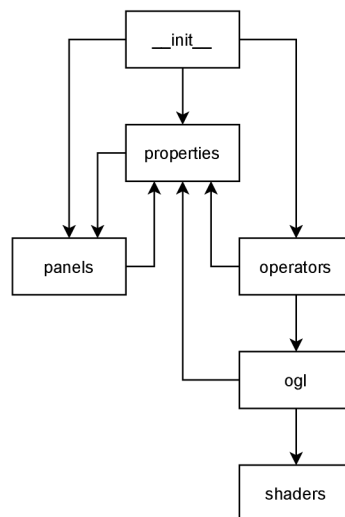 __init__
properties
panels
operators
ogl
shaders